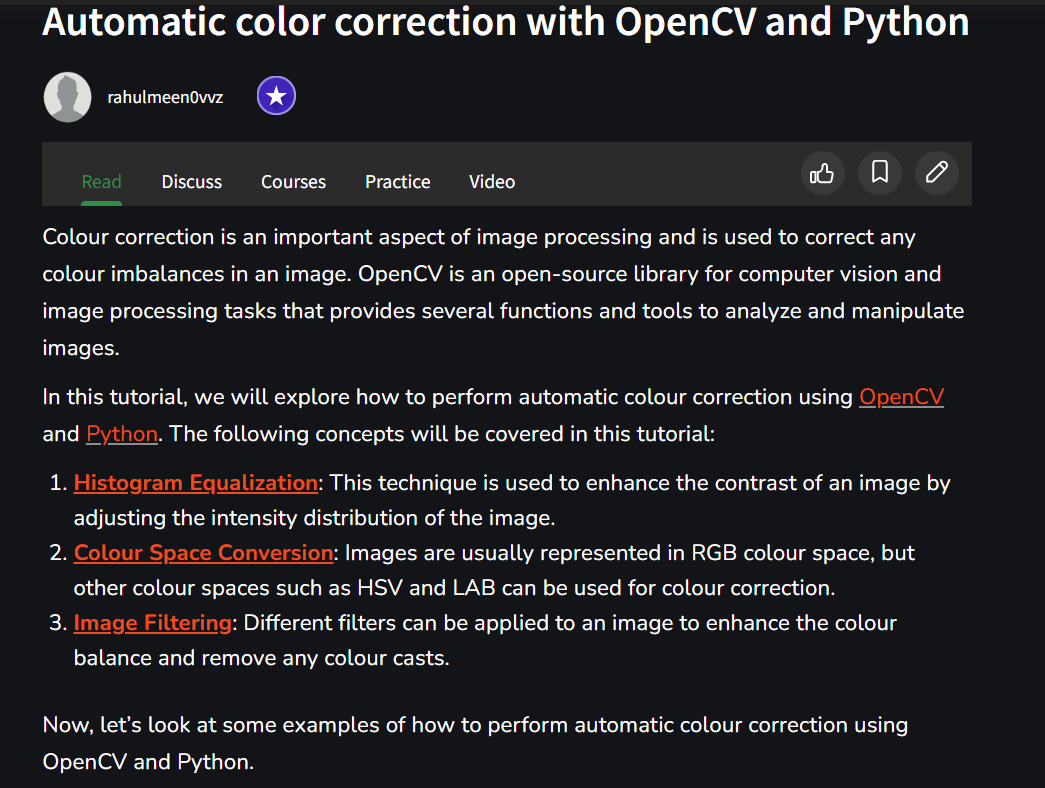 Automatic color correction with OpenCV and Python
rahulmeen0vvz
Read Discuss Courses Practice Video
Colour correction is an important aspect of image processing and is used to correct any
colour imbalances in an image. OpenCV is an open-source library for computer vision and
image processing tasks that provides several functions and tools to analyze and manipulate
images.
In this tutorial, we will explore how to perform automatic colour correction using OpenCV
and Python. The following concepts will be covered in this tutorial:
1. Histogram Equalization: This technique is used to enhance the contrast of an image by
adjusting the intensity distribution of the image.
2. Colour Space Conversion: Images are usually represented in RGB colour space, but
other colour spaces such as HSV and LAB can be used for colour correction.
3. Image Filtering: Different filters can be applied to an image to enhance the colour
balance and remove any colour casts.
Now, let’s look at some examples of how to perform automatic colour correction using
OpenCV and Python.